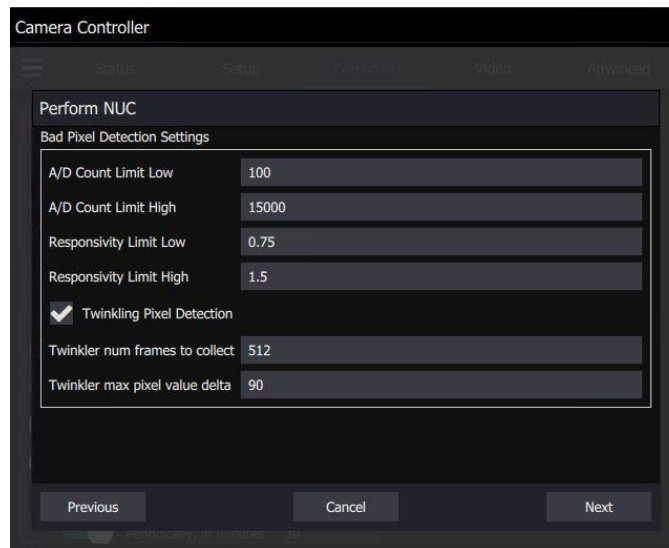 Camera Controller
Status Setup Correction Video Advanced
Perform NUC
Bad Pixel Detection Settings
A/D Count Limit Low 100
A/D Count Limit High 15000
Responsivity Limit Low 0.75
Responsivity Limit High 1.5
Twinkling Pixel Detection
Twinkler num frames to collect 512
Twinkler max pixel value delta 90
Previous Cancel Next
Periodically, in minutes 30